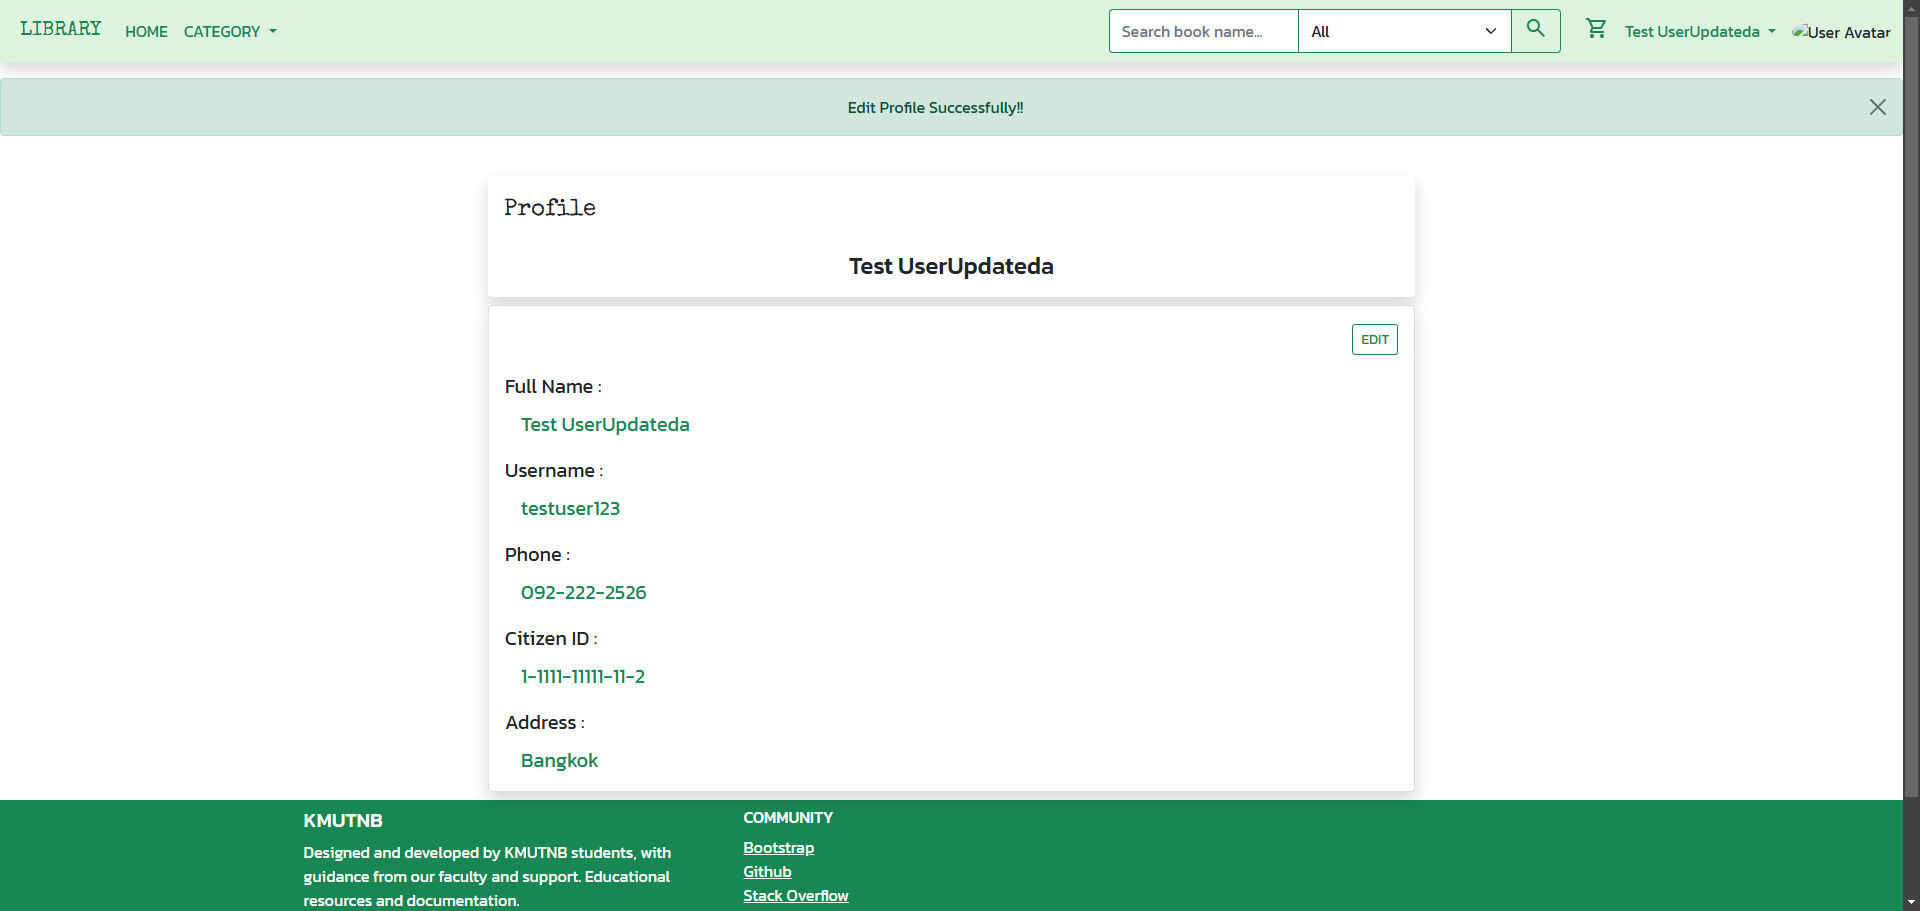 LIBRARY HOME CATEGORY Search book name... All Test UserUpdateda User Avatar
Edit Profile Successfully!!
Profile
Test UserUpdateda
EDIT
Full Name :
Test UserUpdateda
Username :
testuser123
Phone :
092-222-2526
Citizen ID :
1-1111-11111-11-2
Address :
Bangkok
KMUTNB
Designed and developed by KMUTNB students, with
guidance from our faculty and support. Educational
resources and documentation.
COMMUNITY
Bootstrap
Github
Stack Overflow